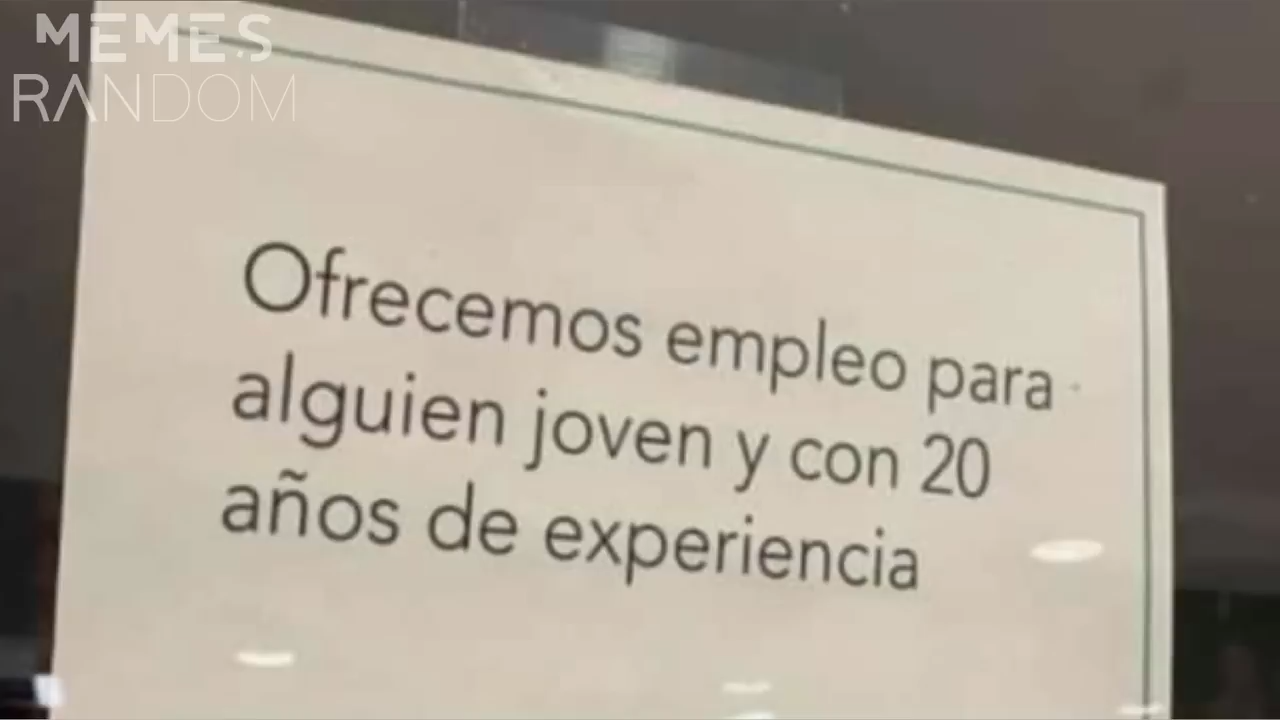 MEMES
RANDOM
Ofrecemos empleo para
alguien joven y con 20
años de experiencia